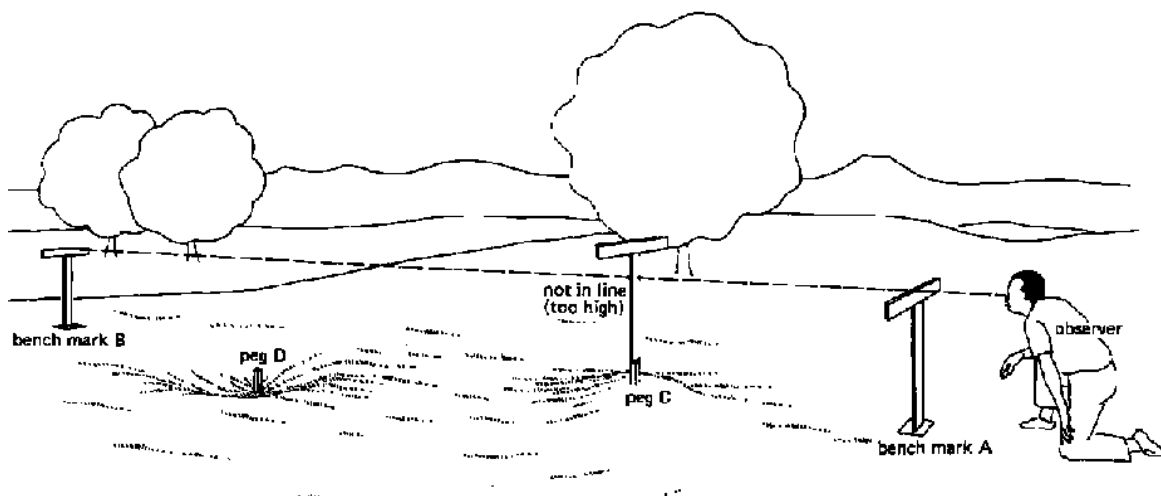 not in line
(too high)
observer
bench mark B
peg D
peg C
bench mark A